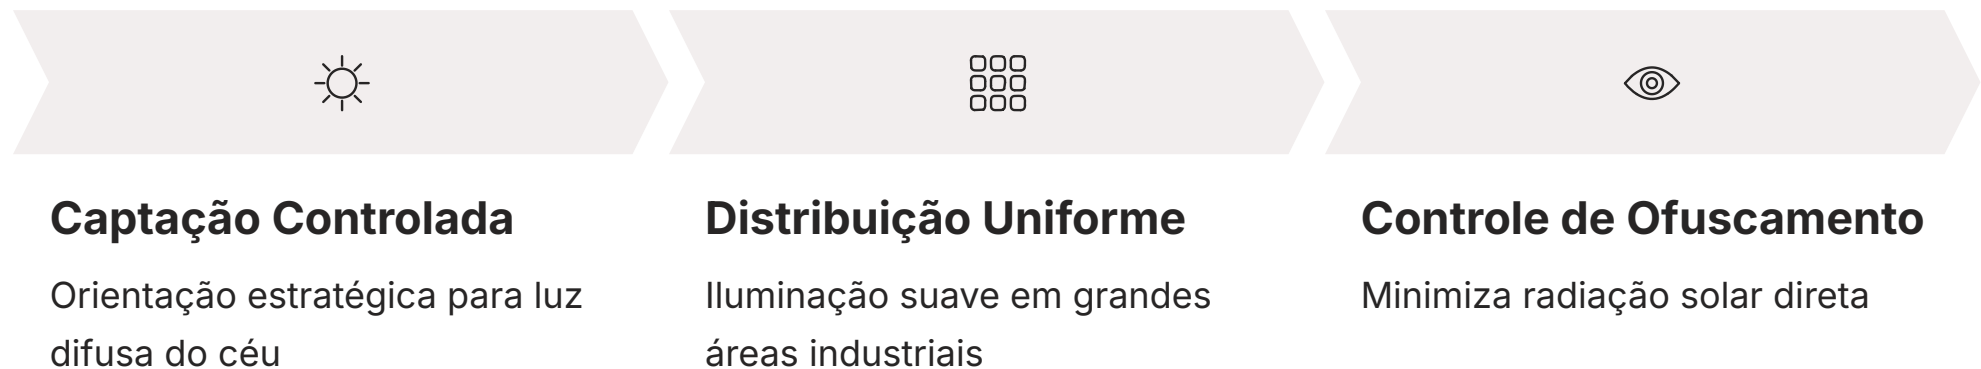 Captação Controlada
Orientação estratégica para luz
difusa do céu
Distribuição Uniforme
Iluminação suave em grandes
áreas industriais
Controle de Ofuscamento
Minimiza radiação solar direta